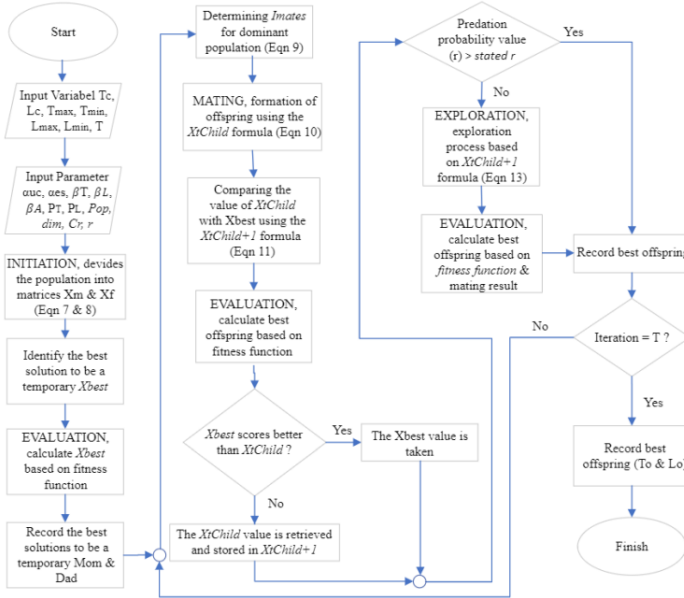 Start
Input Variabel Tc,
Lc, Tmax, Tmin,
Lmax, Lmin, T
Input Parameter
αuc, αes, βT, βL,
βA, PT, PL, Pop,
dim, Cr, r
INITIATION, devides
the population into
matrices Xm & Xf
(Eqn 7 & 8)
Identify the best
solution to be a
temporary Xbest
EVALUATION,
calculate Xbest
based on fitness
function
Record the best
solutions to be a
temporary Mom &
Dad
Determining Imates
for dominant
population (Eqn 9)
MATING, formation of
offspring using the
XtChild formula (Eqn 10)
Comparing the
value of XtChild
with Xbest using the
XtChild+1 formula
(Eqn 11)
EVALUATION,
calculate best
offspring based on
fitness function
Xbest scores better
than XtChild ?
Yes
The Xbest value is
taken
No
The XtChild value is retrieved
and stored in XtChild+1
Predation
probability value
(r) > stated r
Yes
No
EXPLORATION,
exploration
process based
on XtChild+1
formula (Eqn 13)
EVALUATION,
calculate best
offspring based on
fitness function &
mating result
Record best offspring
No
Iteration = T ?
Yes
Record best
offspring (To & Lo)
Finish